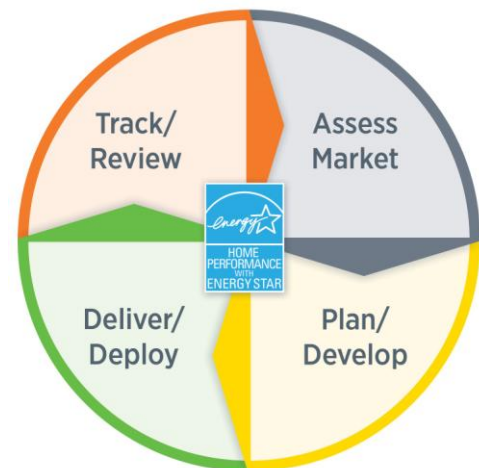 Track/
Review
Assess
Market
energy
HOME
PERFORMANCE
WITH
ENERGY STAR
Deliver/
Deploy
Plan/
Develop